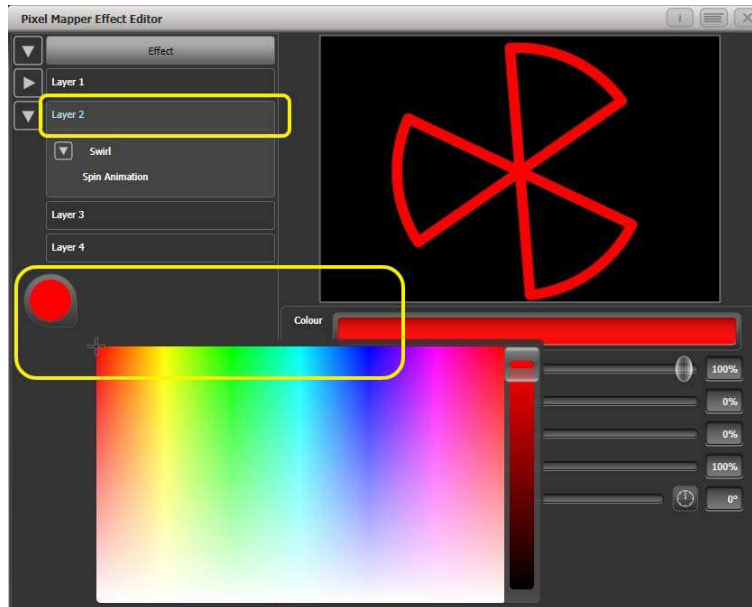 Pixel Mapper Effect Editor
Effect
Layer 1
Layer 2
Swirl
Spin Animation
Layer 3
Layer 4
Colour
100%
0%
0%
100%
0°